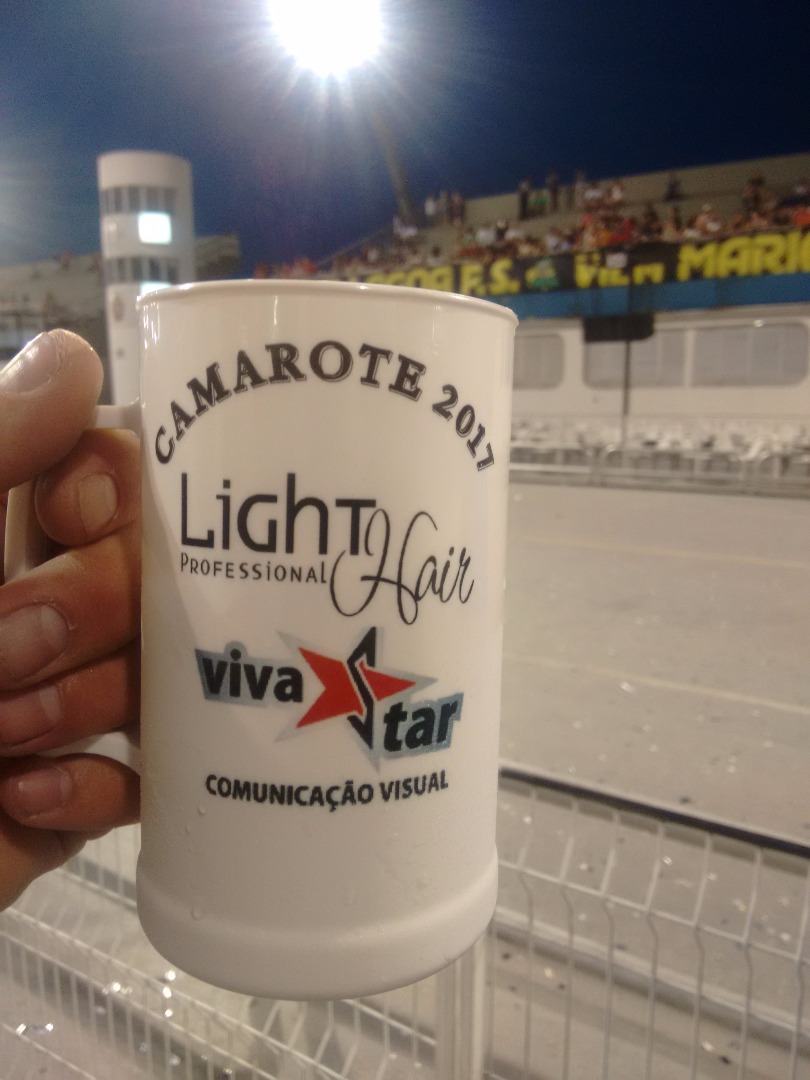 CAMAROTE 2017
Light
PROFESSIONAL Hair
viva Star
COMUNICAÇÃO VISUAL
F.S. VILA MARIA